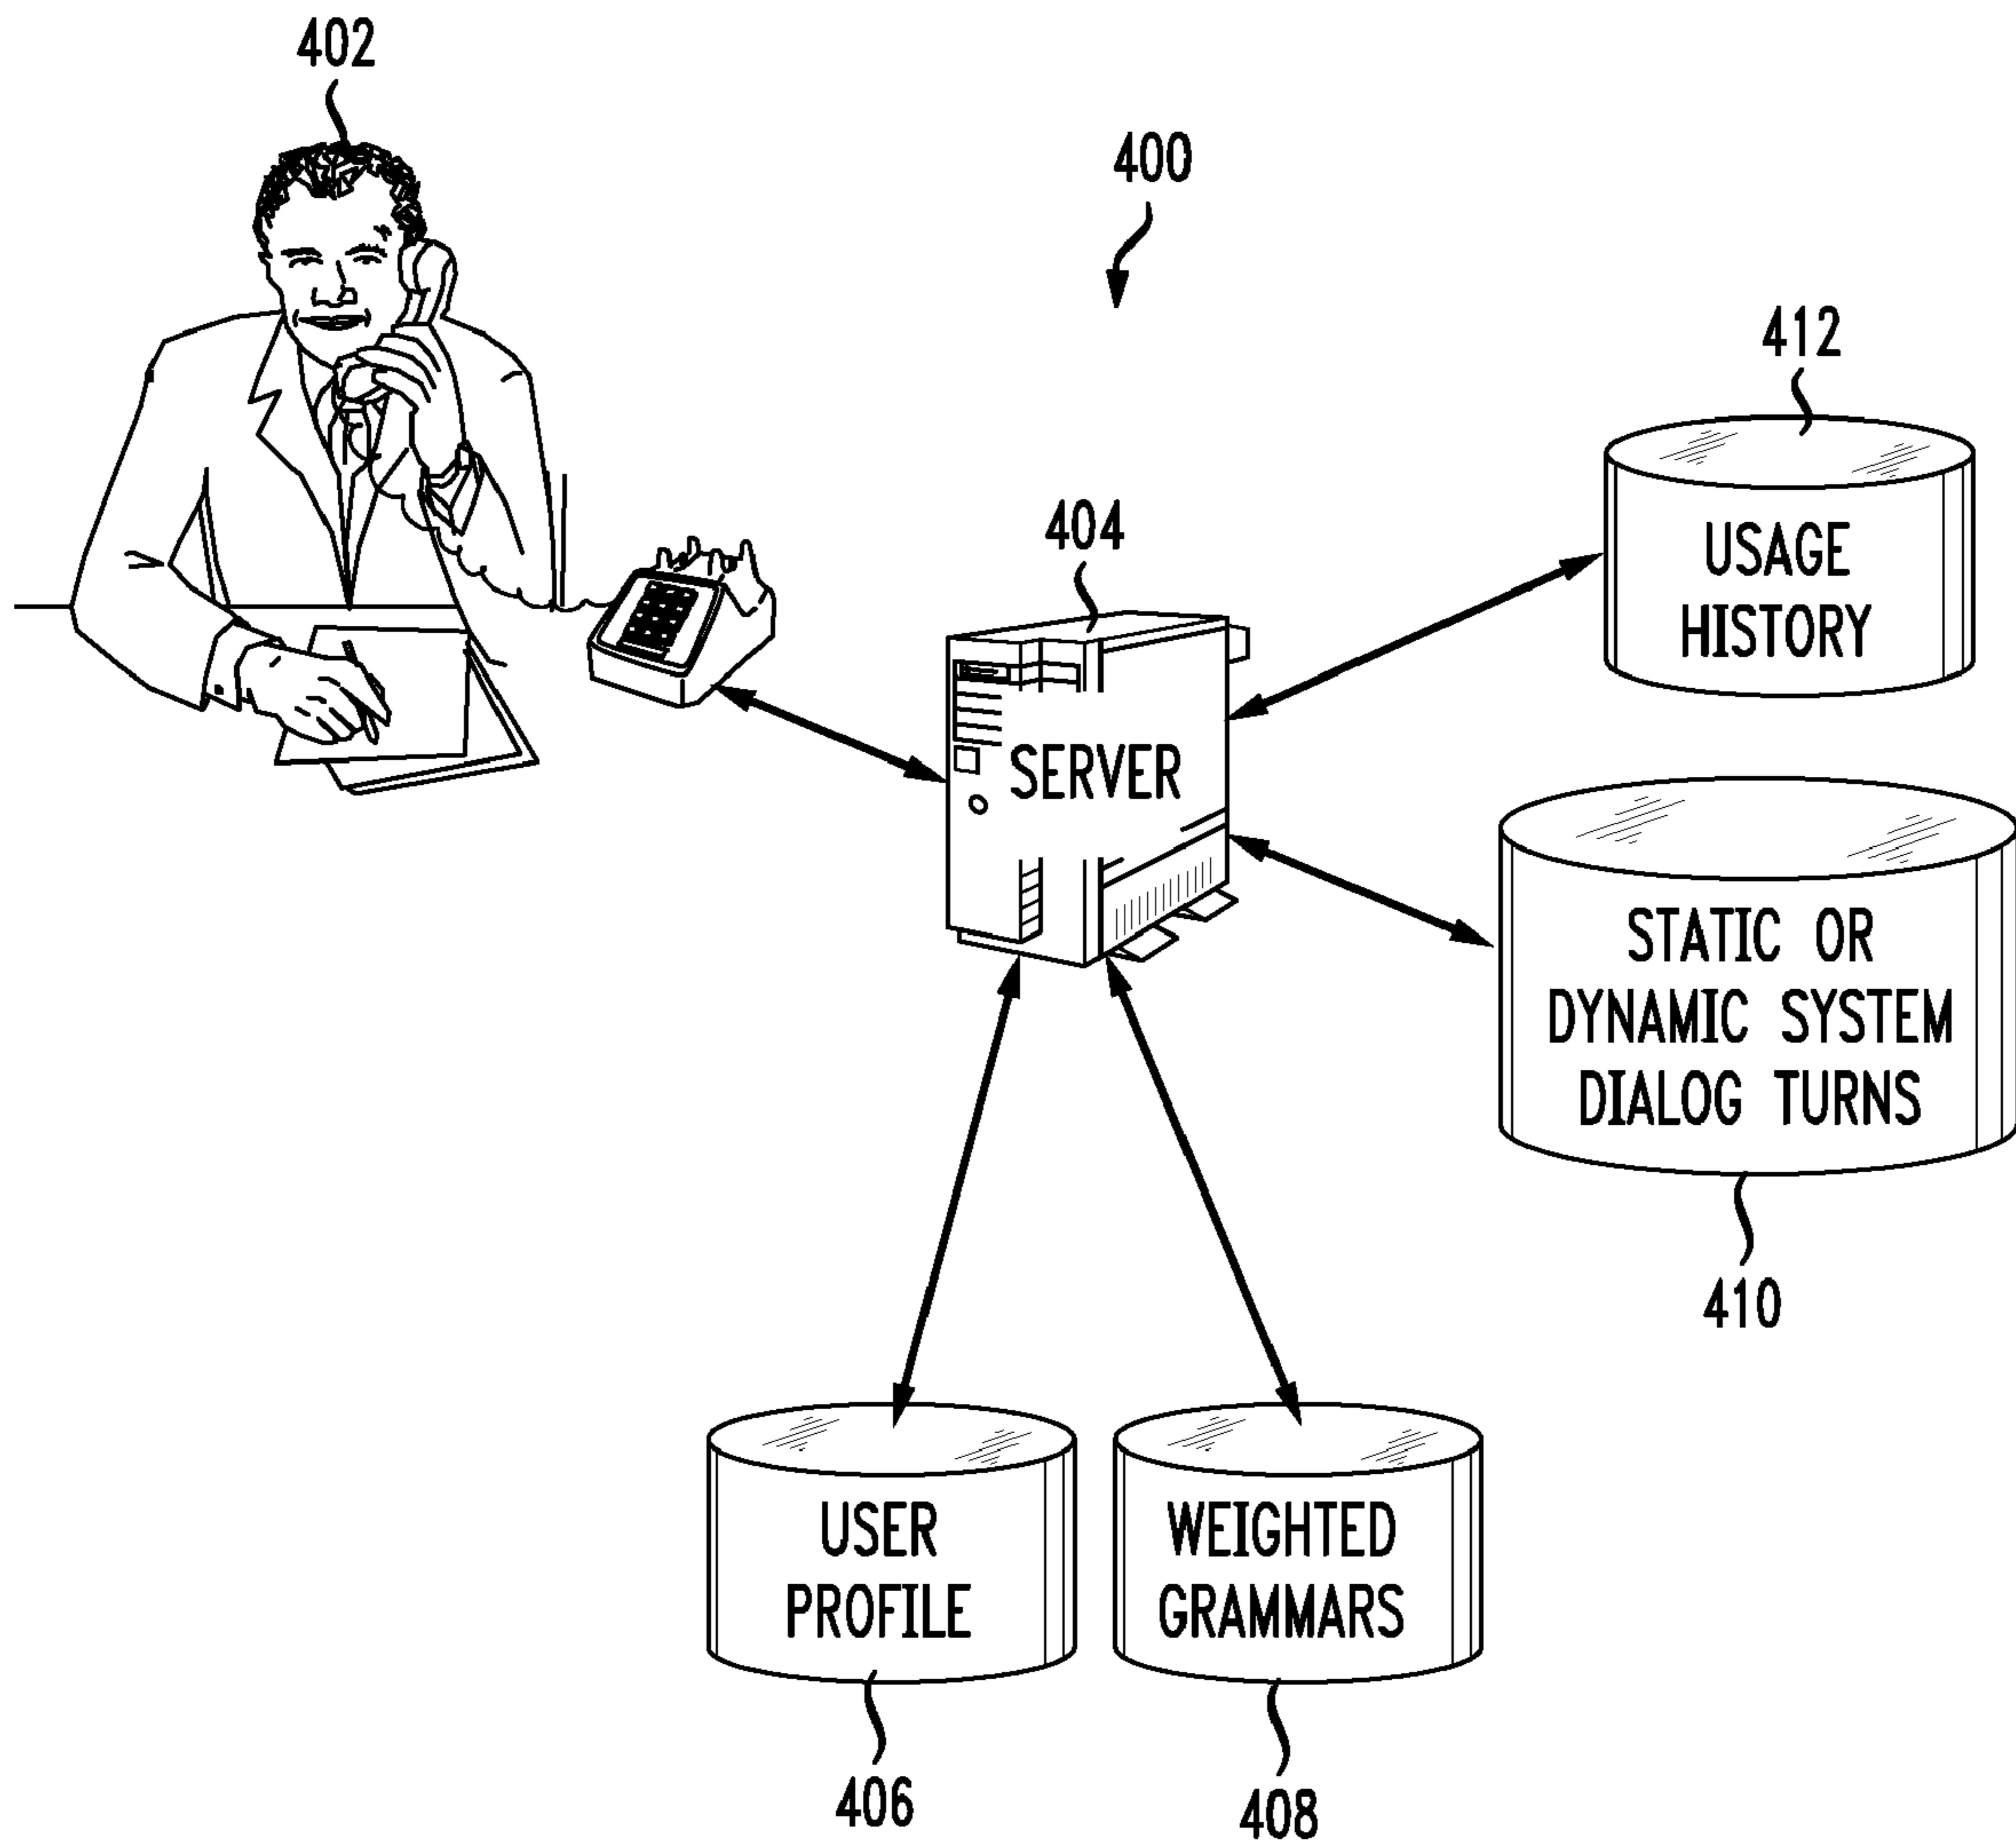 402
400
412
USAGE
HISTORY
404
SERVER
STATIC OR
DYNAMIC SYSTEM
DIALOG TURNS
410
USER
PROFILE
406
WEIGHTED
GRAMMARS
408